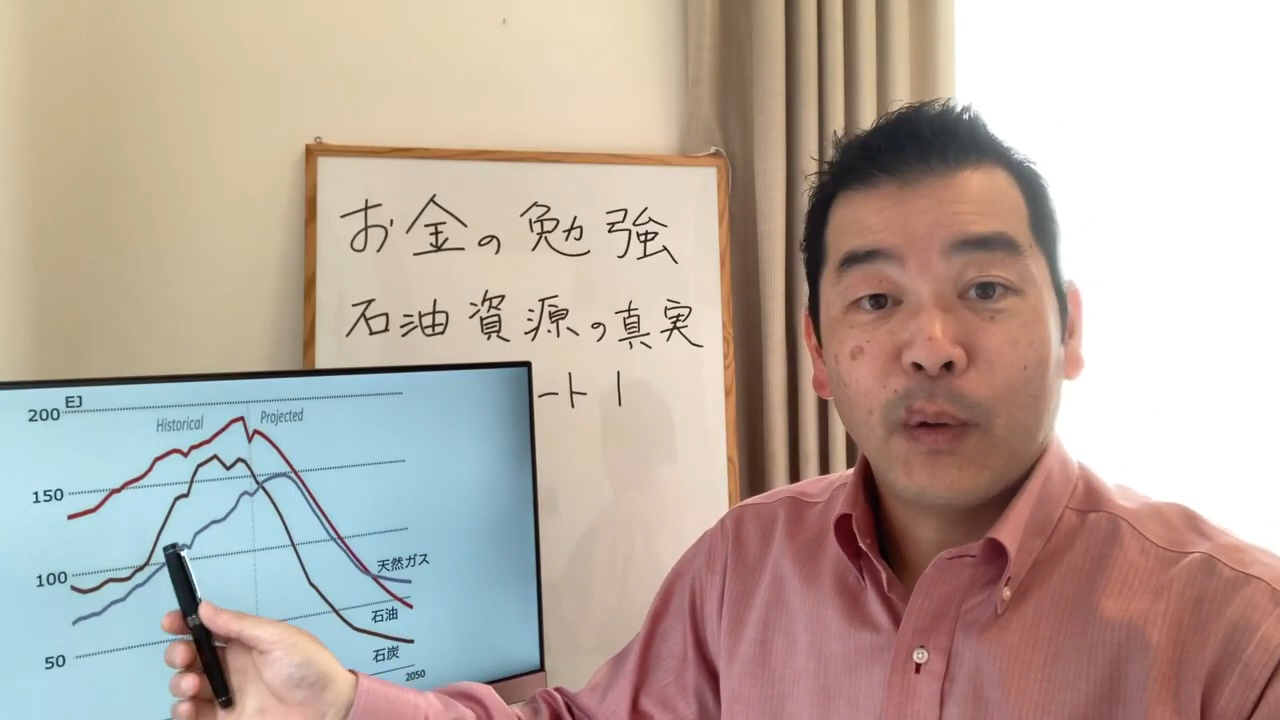 お金の勉強
石油資源の真実
ート1
EJ
200
Historical
Projected
150
100
天然ガス
石油
50
石炭
2050